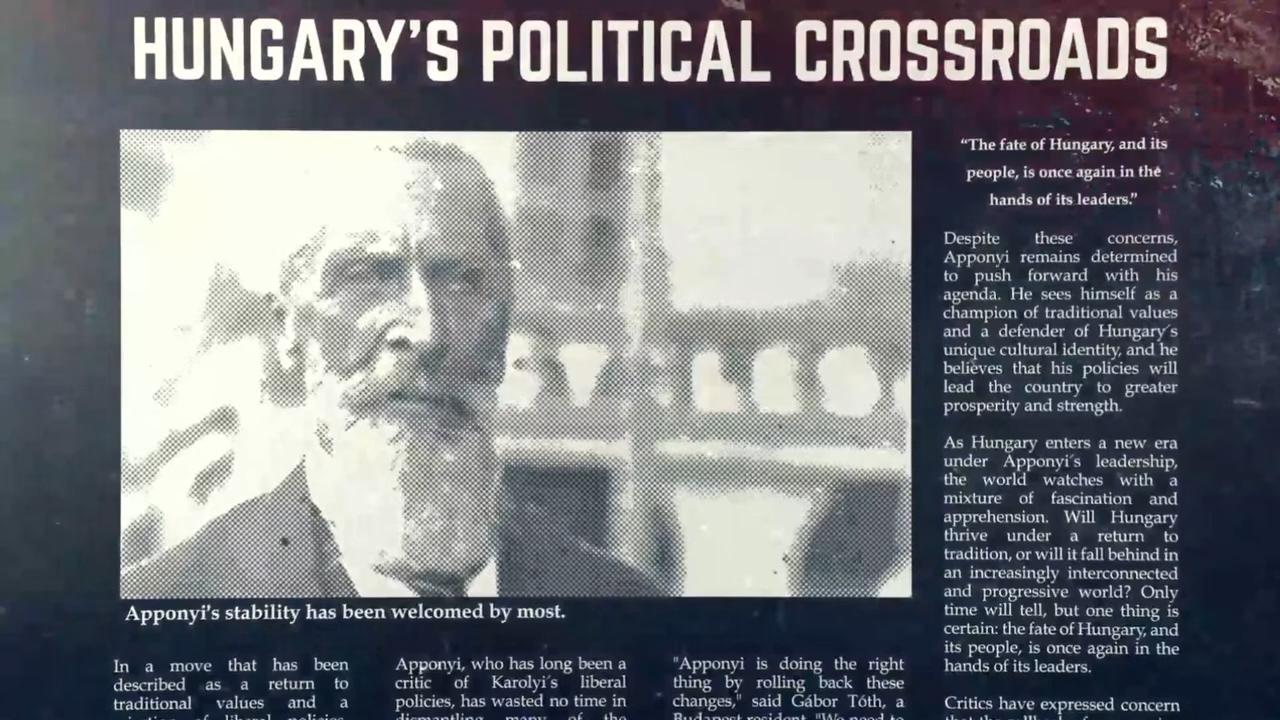 HUNGARY'S POLITICAL CROSSROADS
Apponyi's stability has been welcomed by most.
In a move that has been
described as a return to
traditional values and a
Apponyi, who has long been a
critic of Karolyi's liberal
policies, has wasted no time in
dismantling many of the
"Apponyi is doing the right
thing by rolling back these
changes," said Gábor Tóth, a
Budapest resident. "We need to
“The fate of Hungary, and its
people, is once again in the
hands of its leaders.”
Despite these concerns,
Apponyi remains determined
to push forward with his
agenda. He sees himself as a
champion of traditional values
and a defender of Hungary's
unique cultural identity, and he
believes that his policies will
lead the country to greater
prosperity and strength.
As Hungary enters a new era
under Apponyi's leadership,
the world watches with a
mixture of fascination and
apprehension. Will Hungary
thrive under a return to
tradition, or will it fall behind in
an increasingly interconnected
and progressive world? Only
time will tell, but one thing is
certain: the fate of Hungary, and
its people, is once again in the
hands of its leaders.
Critics have expressed concern